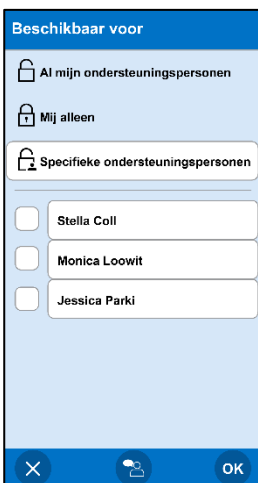 Beschikbaar voor
Al mijn ondersteuningspersonen
Mij alleen
Specifieke ondersteuningspersonen
Stella Coll
Monica Loowit
Jessica Parki
OK